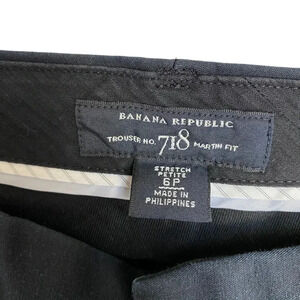 BANANA REPUBLIC
TROUSER NO. 718 MARTIN FIT
STRETCH
PETITE
6P
MADE IN
PHILIPPINES